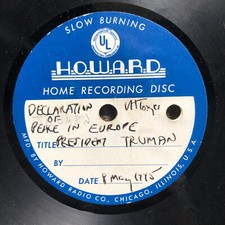 SLOW BURNING
UL
H.O.W.A.R.D
HOME RECORDING DISC
DECLARATION
OF
PEACE IN EUROPE
TITLE PRESIDENT TRUMAN
BY
DATE 8 May 1945
MFD BY HOWARD RADIO CO., CHICAGO, ILLINOIS, U.S.A.